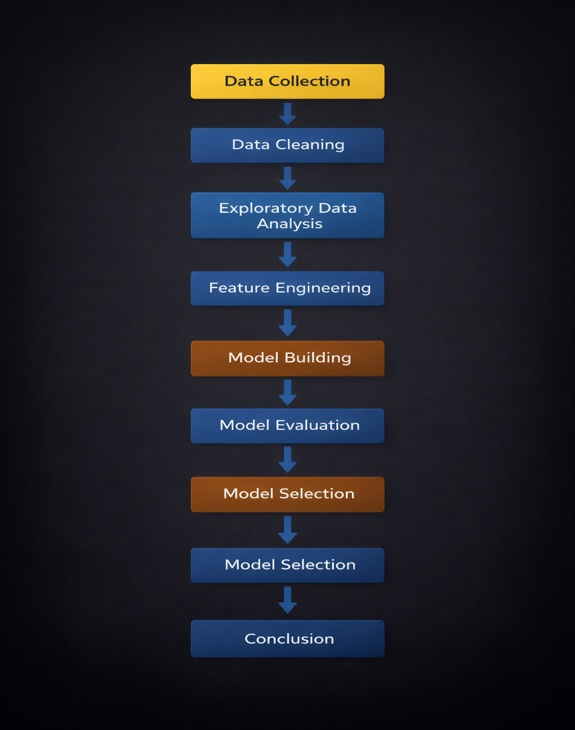 Data Collection
Data Cleaning
Exploratory Data
Analysis
Feature Engineering
Model Building
Model Evaluation
Model Selection
Model Selection
Conclusion